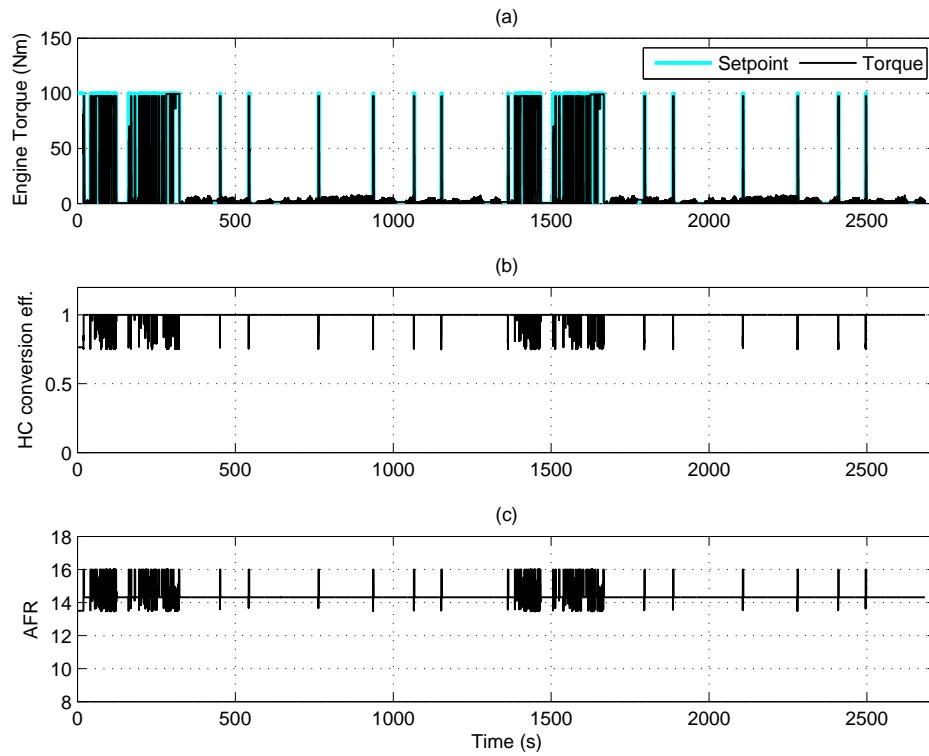 (a)
Engine Torque (Nm)
150
100
50
0
Setpoint
Torque
0 500 1000 1500 2000 2500
(b)
HC conversion eff.
1
0.5
0
0 500 1000 1500 2000 2500
(c)
AFR
18
16
14
12
10
8
0 500 1000 1500 2000 2500
Time (s)